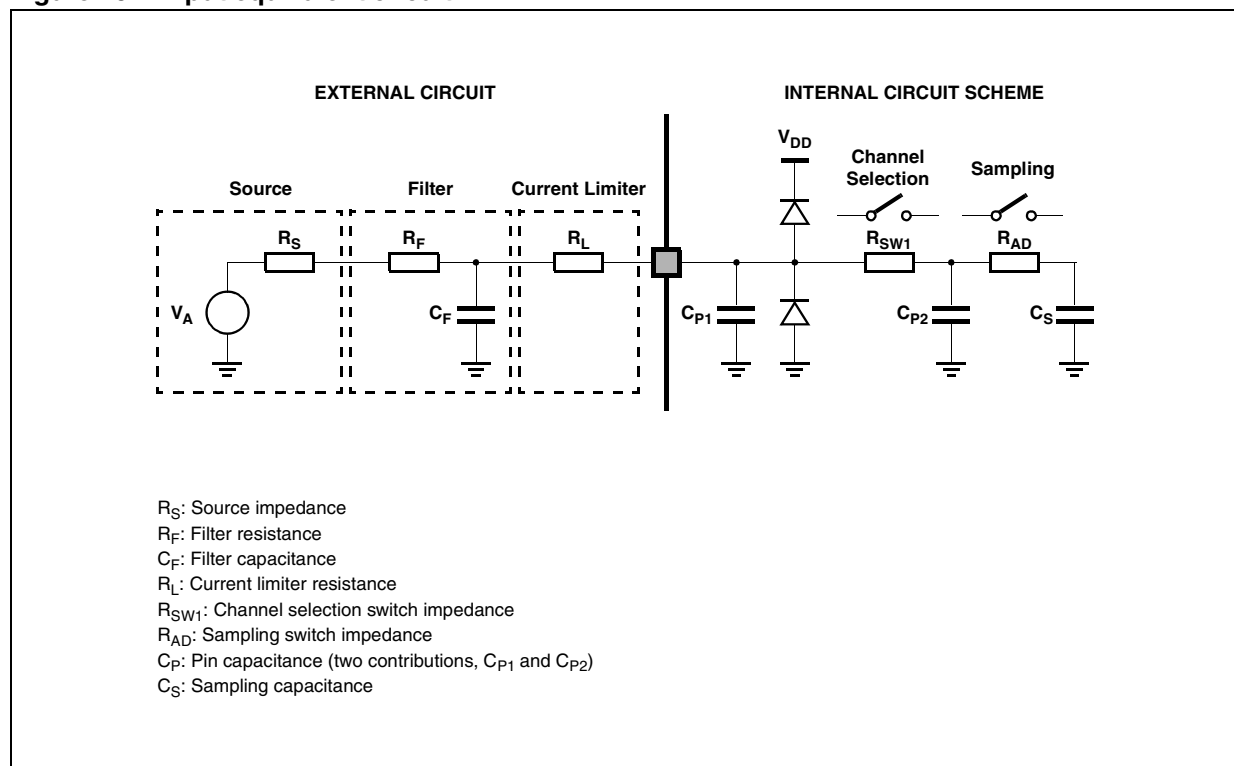 EXTERNAL CIRCUIT
INTERNAL CIRCUIT SCHEME
VDD
Channel
Selection
Sampling
Source
Filter
Current Limiter
RS
RF
RL
RSW1
RAD
VA
CF
CP1
CP2
CS
RS: Source impedance
RF: Filter resistance
CF: Filter capacitance
RL: Current limiter resistance
RSW1: Channel selection switch impedance
RAD: Sampling switch impedance
CP: Pin capacitance (two contributions, CP1 and CP2)
CS: Sampling capacitance